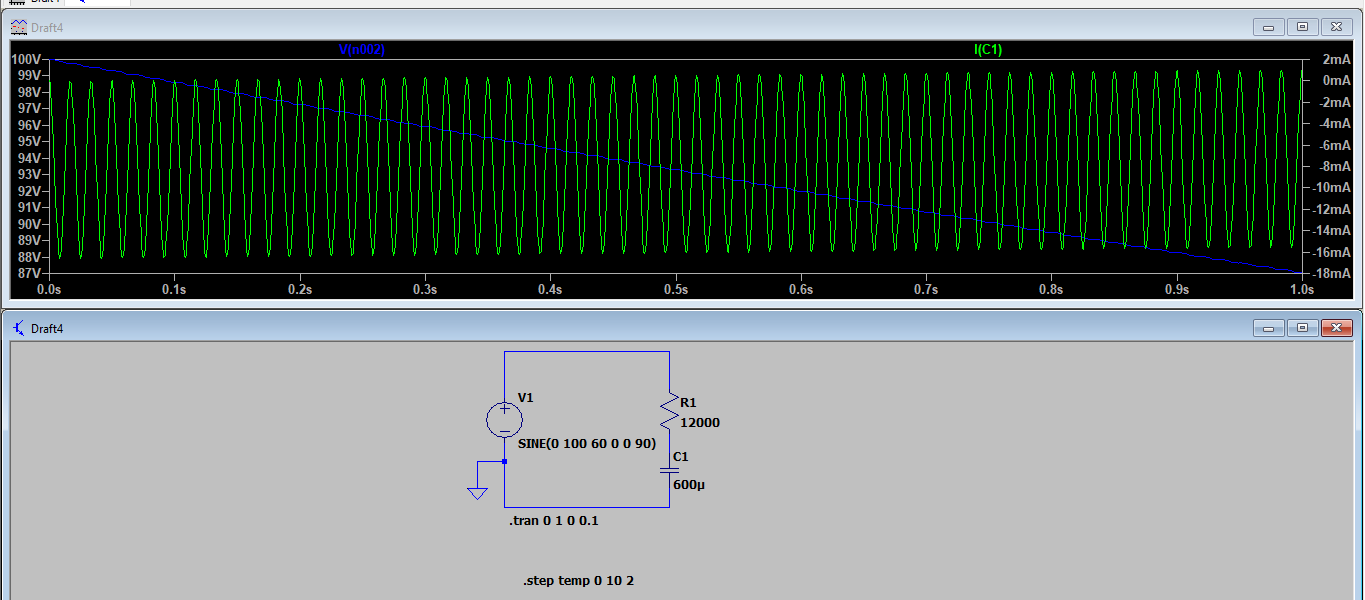 Draft4
V(n002) I(C1)
100V 2mA
99V 0mA
98V -2mA
97V -4mA
96V -6mA
95V -8mA
94V -10mA
93V -12mA
92V -14mA
91V -16mA
90V -18mA
89V
88V
87V
0.0s 0.1s 0.2s 0.3s 0.4s 0.5s 0.6s 0.7s 0.8s 0.9s 1.0s
Draft4
V1
R1
12000
SINE(0 100 60 0 0 90)
C1
600µ
.tran 0 1 0 0.1
.step temp 0 10 2